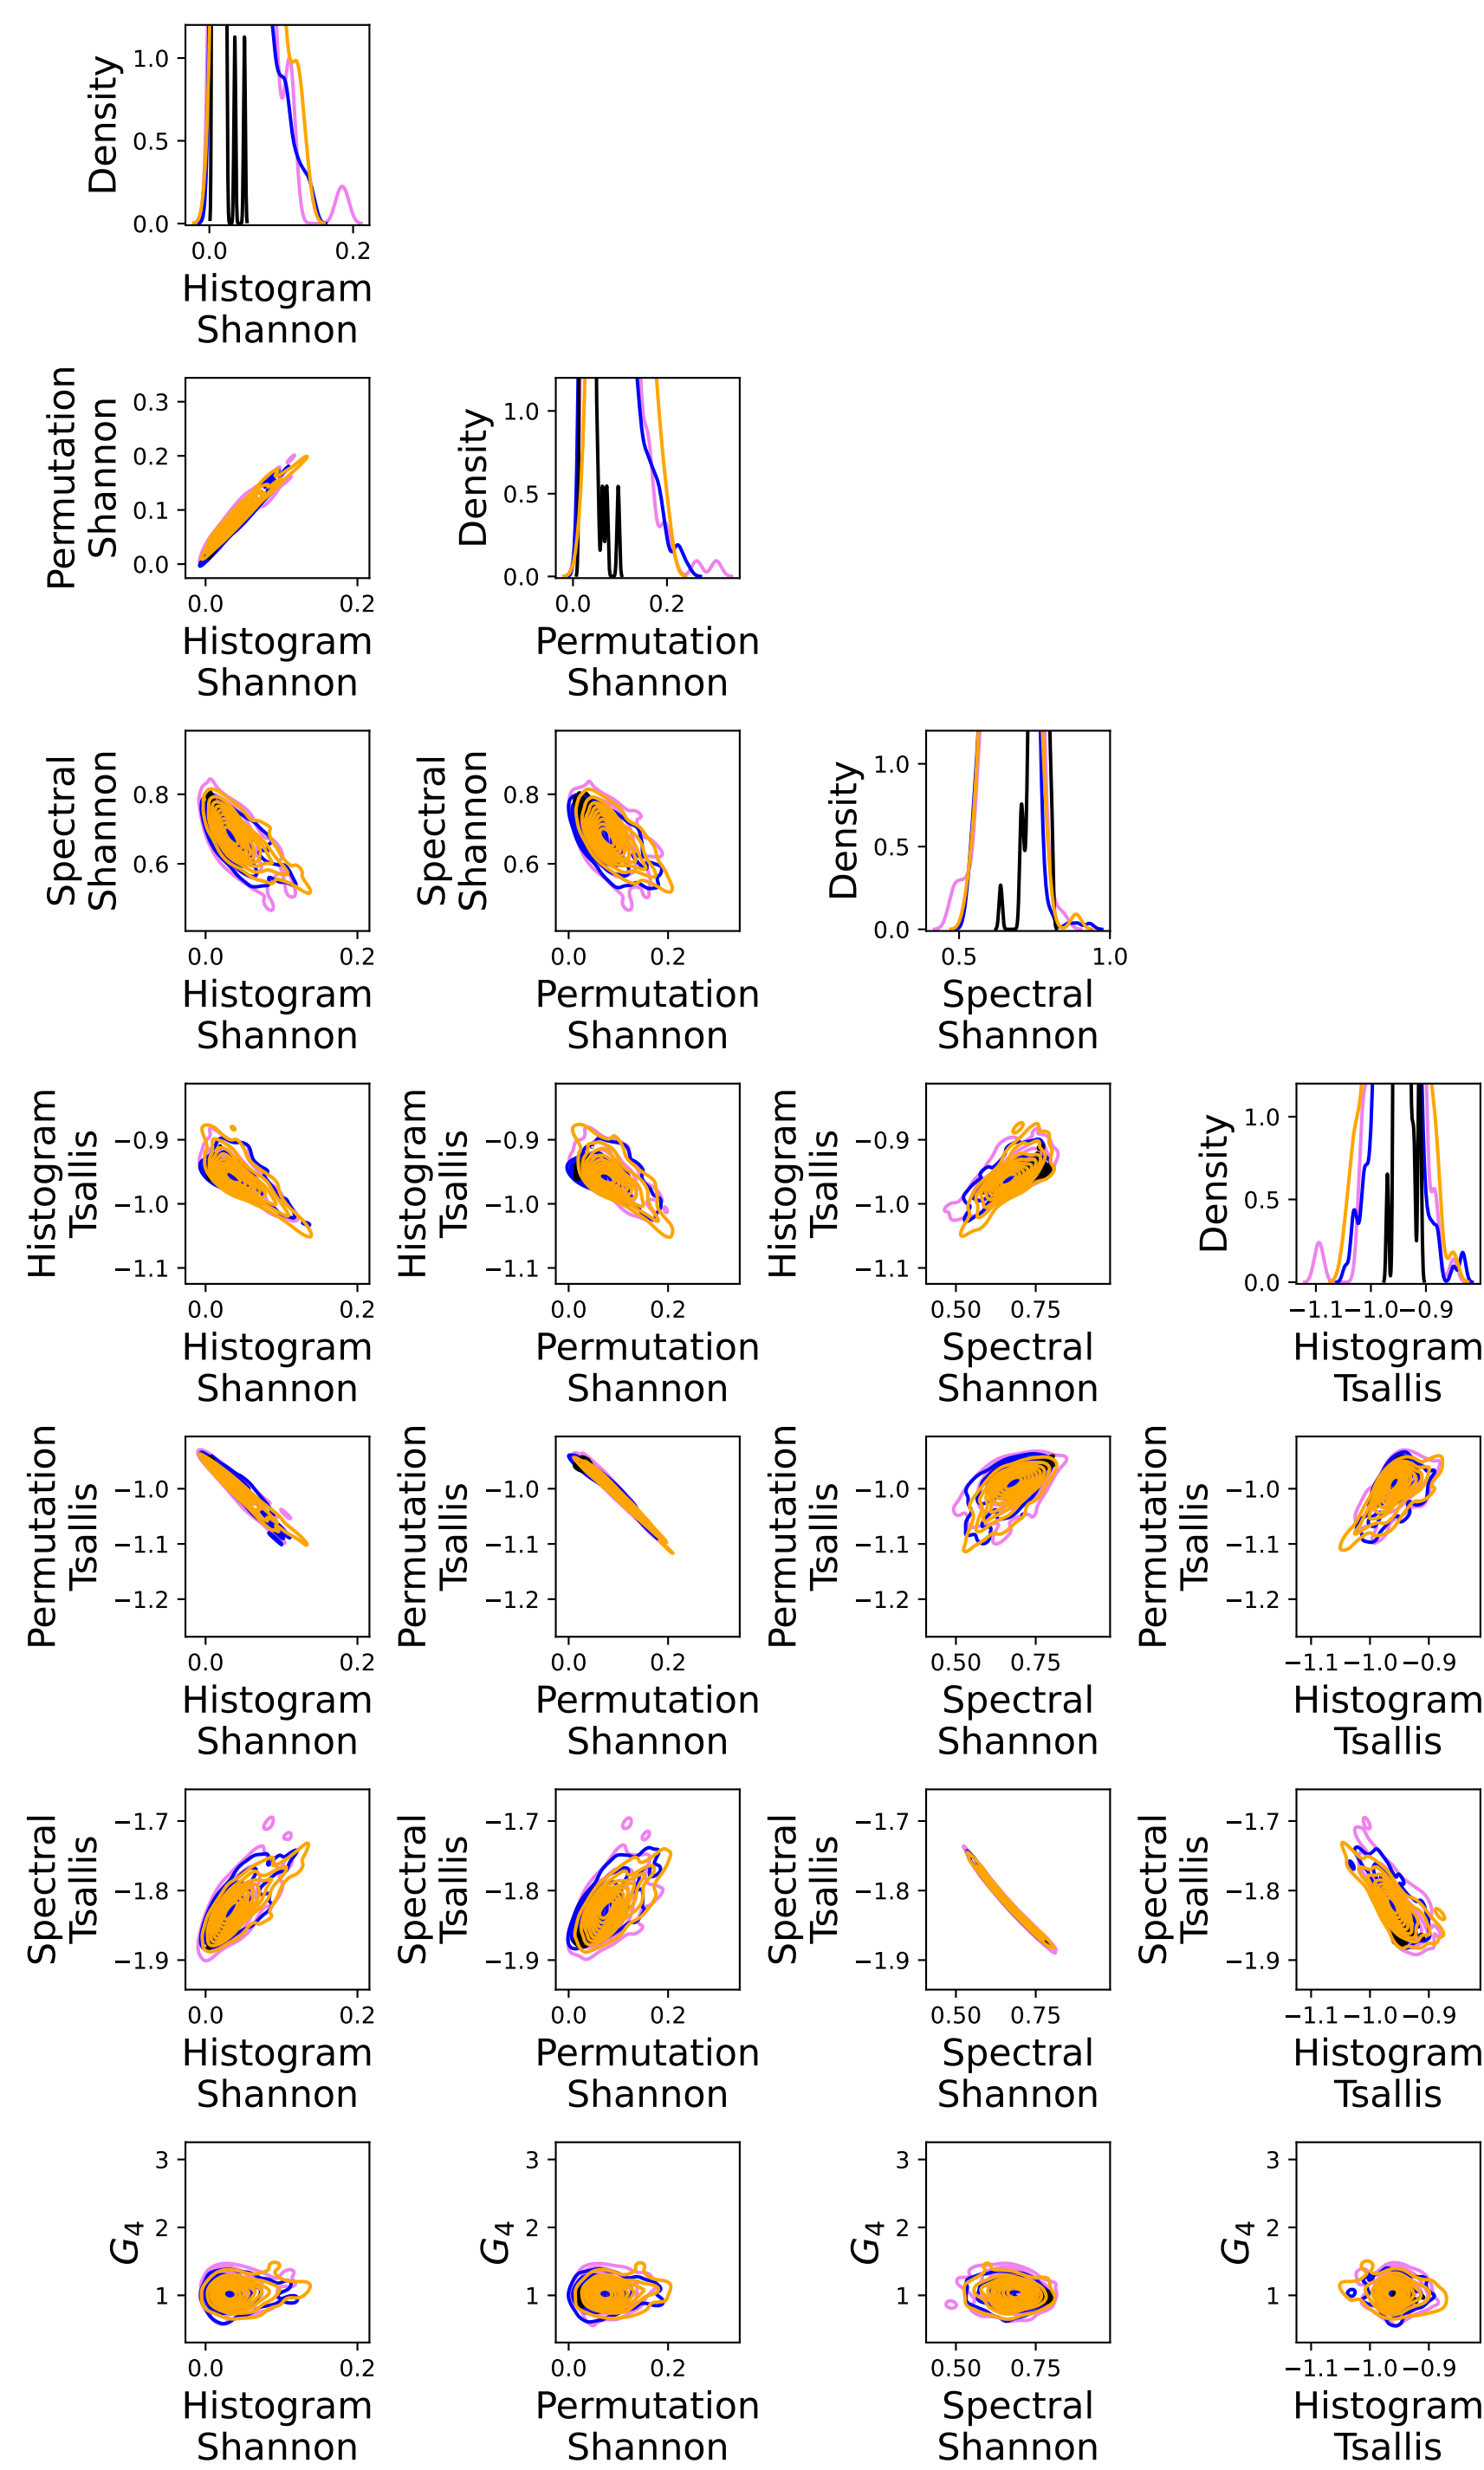 Density
1.0
0.5
0.0
0.0 0.2
Histogram
Shannon
Permutation
Shannon
0.3
0.2
0.1
0.0
0.0 0.2
Histogram
Shannon
Density
1.0
0.5
0.0
0.0 0.2
Permutation
Shannon
Spectral
Shannon
0.8
0.6
0.0 0.2
Histogram
Shannon
Spectral
Shannon
0.8
0.6
0.0 0.2
Permutation
Shannon
Density
1.0
0.5
0.0
0.5 1.0
Spectral
Shannon
Histogram
Tsallis
−0.9
−1.0
−1.1
0.0 0.2
Histogram
Shannon
Histogram
Tsallis
−0.9
−1.0
−1.1
0.0 0.2
Permutation
Shannon
Histogram
Tsallis
−0.9
−1.0
−1.1
0.50 0.75
Spectral
Shannon
Density
1.0
0.5
0.0
−1.1 −1.0 −0.9
Histogram
Tsallis
Permutation
Tsallis
−1.0
−1.1
−1.2
0.0 0.2
Histogram
Shannon
Permutation
Tsallis
−1.0
−1.1
−1.2
0.0 0.2
Permutation
Shannon
Permutation
Tsallis
−1.0
−1.1
−1.2
0.50 0.75
Spectral
Shannon
Permutation
Tsallis
−1.0
−1.1
−1.2
−1.1 −1.0 −0.9
Histogram
Tsallis
Spectral
Tsallis
−1.7
−1.8
−1.9
0.0 0.2
Histogram
Shannon
Spectral
Tsallis
−1.7
−1.8
−1.9
0.0 0.2
Permutation
Shannon
Spectral
Tsallis
−1.7
−1.8
−1.9
0.50 0.75
Spectral
Shannon
Spectral
Tsallis
−1.7
−1.8
−1.9
−1.1 −1.0 −0.9
Histogram
Tsallis
G₄
3
2
1
0.0 0.2
Histogram
Shannon
G₄
3
2
1
0.0 0.2
Permutation
Shannon
G₄
3
2
1
0.50 0.75
Spectral
Shannon
G₄
3
2
1
−1.1 −1.0 −0.9
Histogram
Tsallis